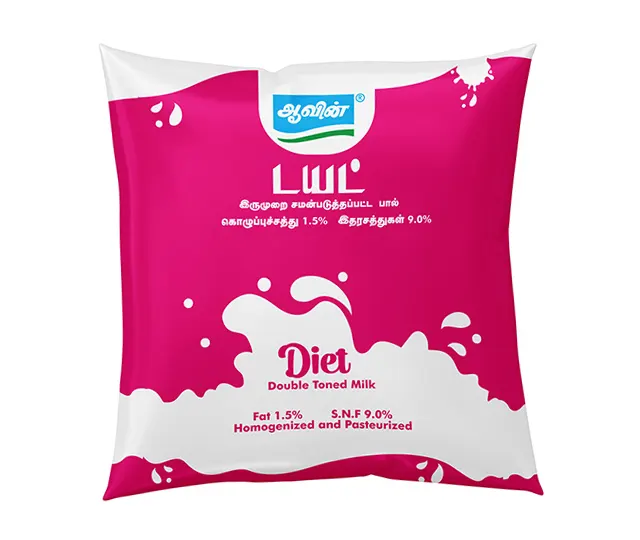 ஆவின் ®
டயட்
இருமுறை சமன்படுத்தப்பட்ட பால்
கொழுப்புச்சத்து 1.5% இதரசத்துகள் 9.0%
Diet
Double Toned Milk
Fat 1.5% S.N.F 9.0%
Homogenized and Pasteurized